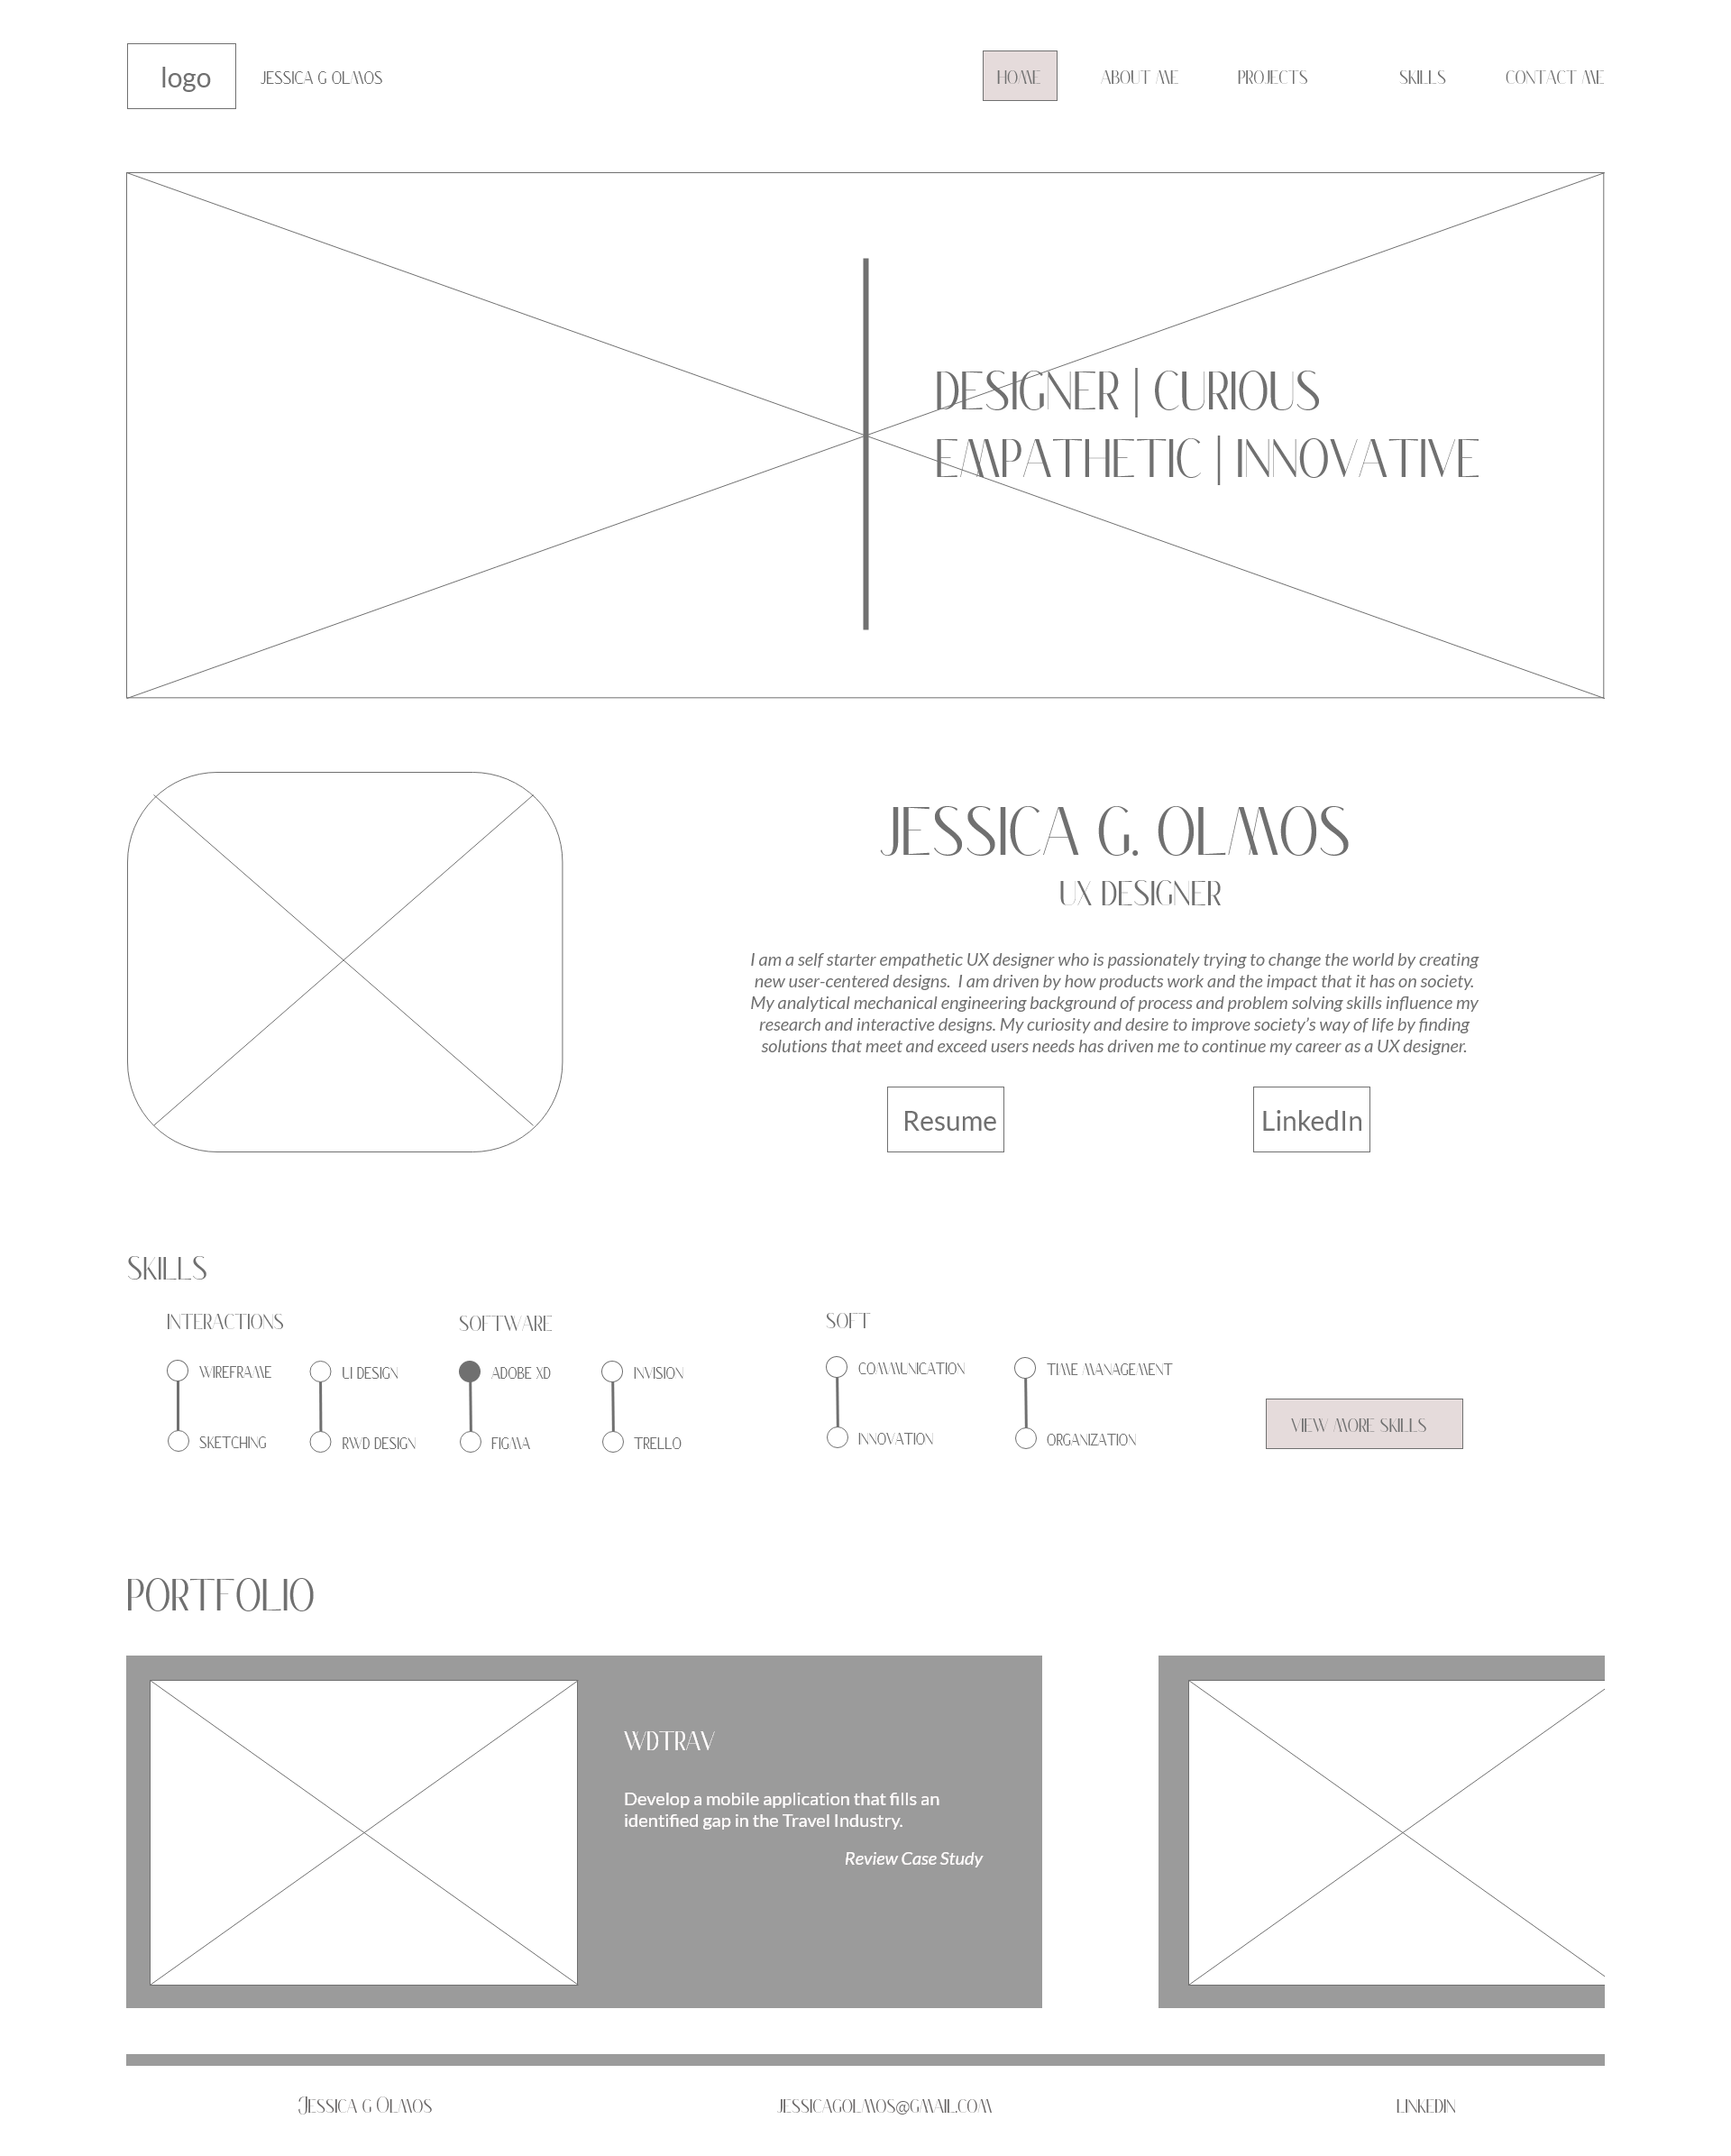 logo
JESSICA G OLMOS
HOME
ABOUT ME
PROJECTS
SKILLS
CONTACT ME
DESIGNER | CURIOUS
EMPATHETIC | INNOVATIVE
JESSICA G. OLMOS
UX DESIGNER
I am a self starter empathetic UX designer who is passionately trying to change the world by creating
new user-centered designs.  I am driven by how products work and the impact that it has on society.
My analytical mechanical engineering background of process and problem solving skills influence my
research and interactive designs. My curiosity and desire to improve society’s way of life by finding
solutions that meet and exceed users needs has driven me to continue my career as a UX designer.
Resume
LinkedIn
SKILLS
INTERACTIONS
WIREFRAME
UI DESIGN
SKETCHING
RWD DESIGN
SOFTWARE
ADOBE XD
INVISION
FIGMA
TRELLO
SOFT
COMMUNICATION
TIME MANAGEMENT
INNOVATION
ORGANIZATION
VIEW MORE SKILLS
PORTFOLIO
WDTRAV
Develop a mobile application that fills an
identified gap in the Travel Industry.
Review Case Study
JESSICA G OLMOS
JESSICAGOLMOS@GMAIL.COM
LINKEDIN